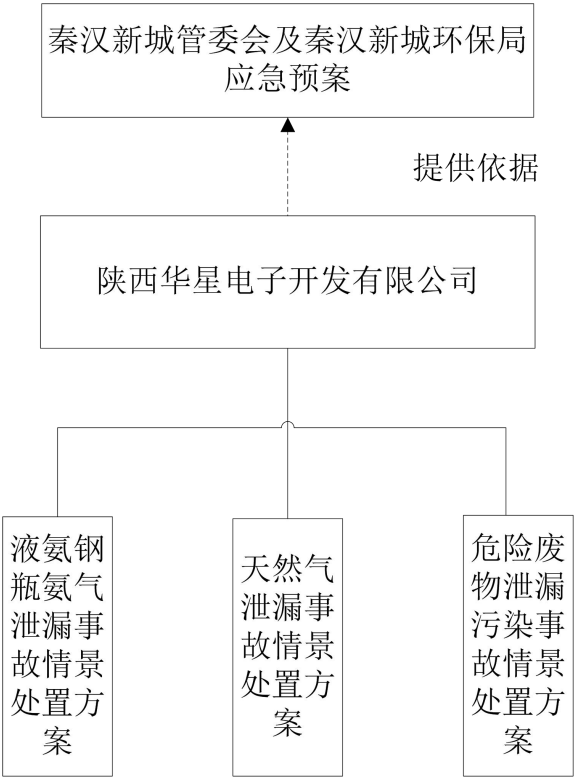 秦汉新城管委会及秦汉新城环保局
应急预案
提供依据
陕西华星电子开发有限公司
液氨钢
瓶氨气
泄漏事
故情景
处置方
案
天然气
泄漏事
故情景
处置方
案
危险废
物泄漏
污染事
故情景
处置方
案